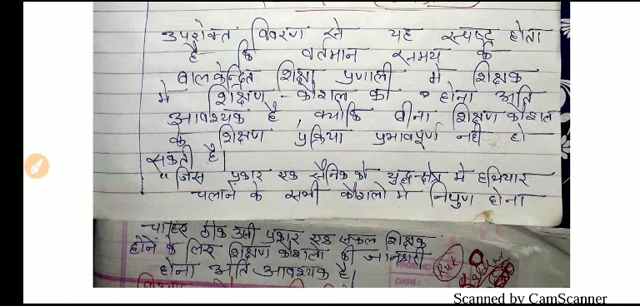 उपरोक्त विवरण से यह स्पष्ट होता
है कि वर्तमान समय के
बालकेन्द्रित शिक्षा प्रणाली मे शिक्षक
मे शिक्षण-कौशल का होना अति
आवश्यक है, क्योकि बीना शिक्षण कौशल
के शिक्षण प्रक्रिया प्रभावपूर्ण नही हो
सकती है।
"जिस प्रकार एक सैनिक को युद्ध-क्षेत्र मे हथियार
चलाने के सभी कौशलो मे निपुण होना
चाहिए ठीक उसी प्रकार एक सफल शिक्षक
होने के लिए शिक्षण कौशलो की जानकारी
होना अति आवश्यक है।
DATE:
Scanned by CamScanner